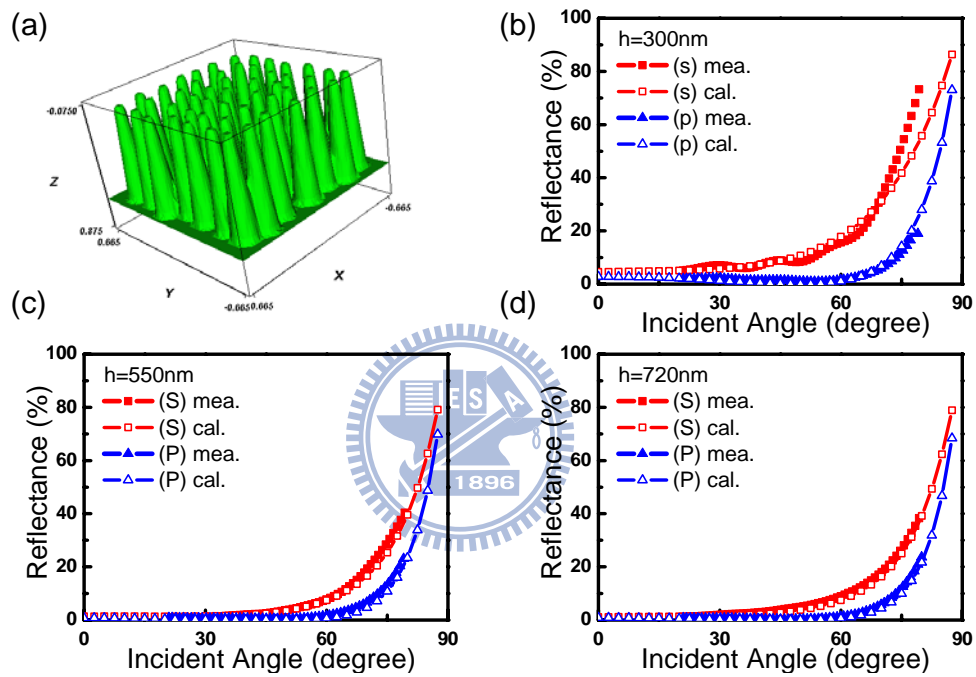 (a)
-0.0750
Z
0.875
0.665
Y
-0.665
0.665
X
-0.665
(b)
h=300nm
(s) mea.
(s) cal.
(p) mea.
(p) cal.
Reflectance (%)
100
80
60
40
20
0
0 30 60 90
Incident Angle (degree)
(c)
h=550nm
(S) mea.
(S) cal.
(P) mea.
(P) cal.
Reflectance (%)
100
80
60
40
20
0
0 30 60 90
Incident Angle (degree)
(d)
h=720nm
(S) mea.
(S) cal.
(P) mea.
(P) cal.
Reflectance (%)
100
80
60
40
20
0
0 30 60 90
Incident Angle (degree)
E S A
1896